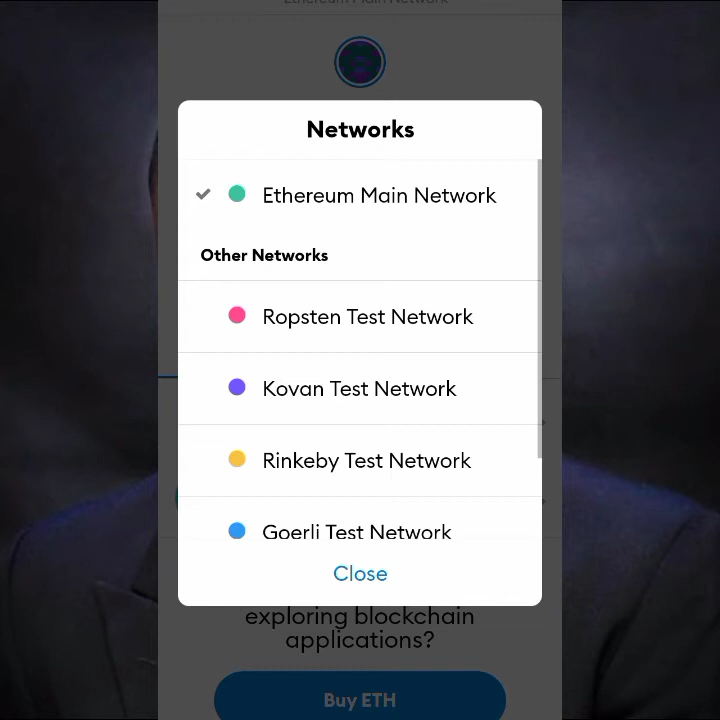 Ethereum Main Network
Networks
Ethereum Main Network
Other Networks
Ropsten Test Network
Kovan Test Network
Rinkeby Test Network
Goerli Test Network
Close
exploring blockchain
applications?
Buy ETH